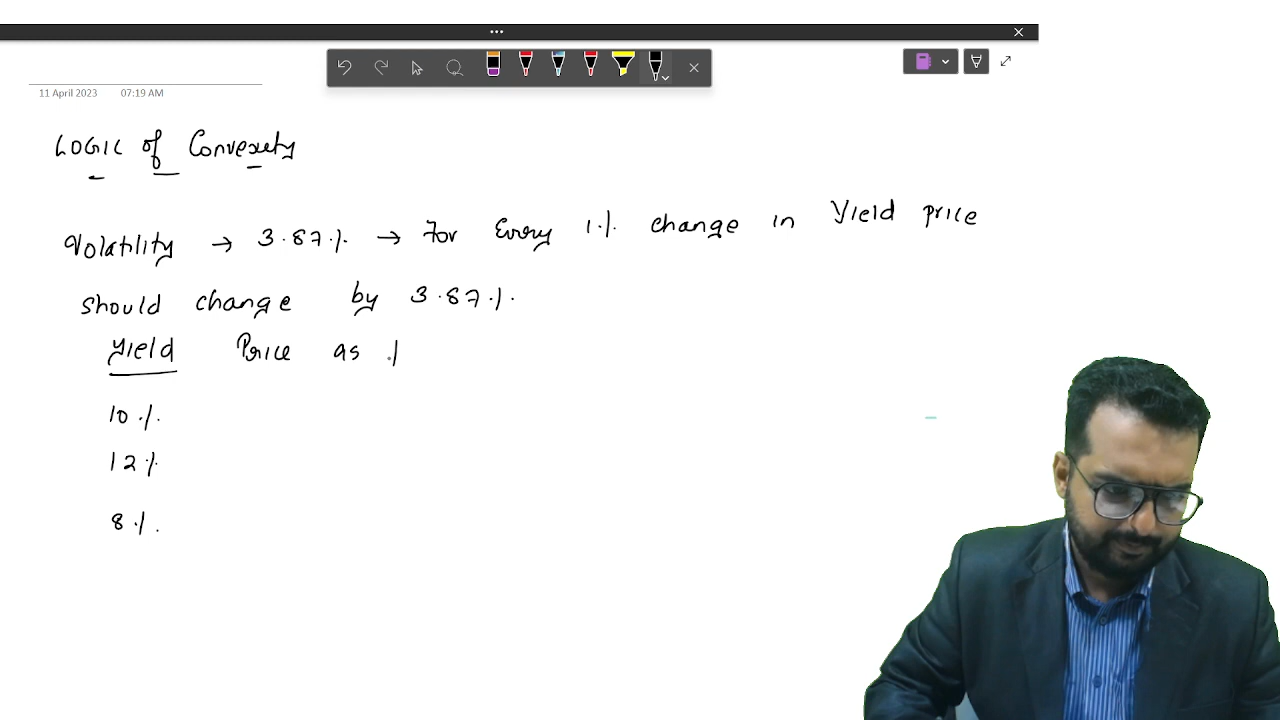 11 April 2023 07:19 AM
LOGIC of Convexity
Volatility → 3.87% → For Every 1% change in Yield price
should change by 3.87%.
Yield Price as %
10%.
12%
8%.